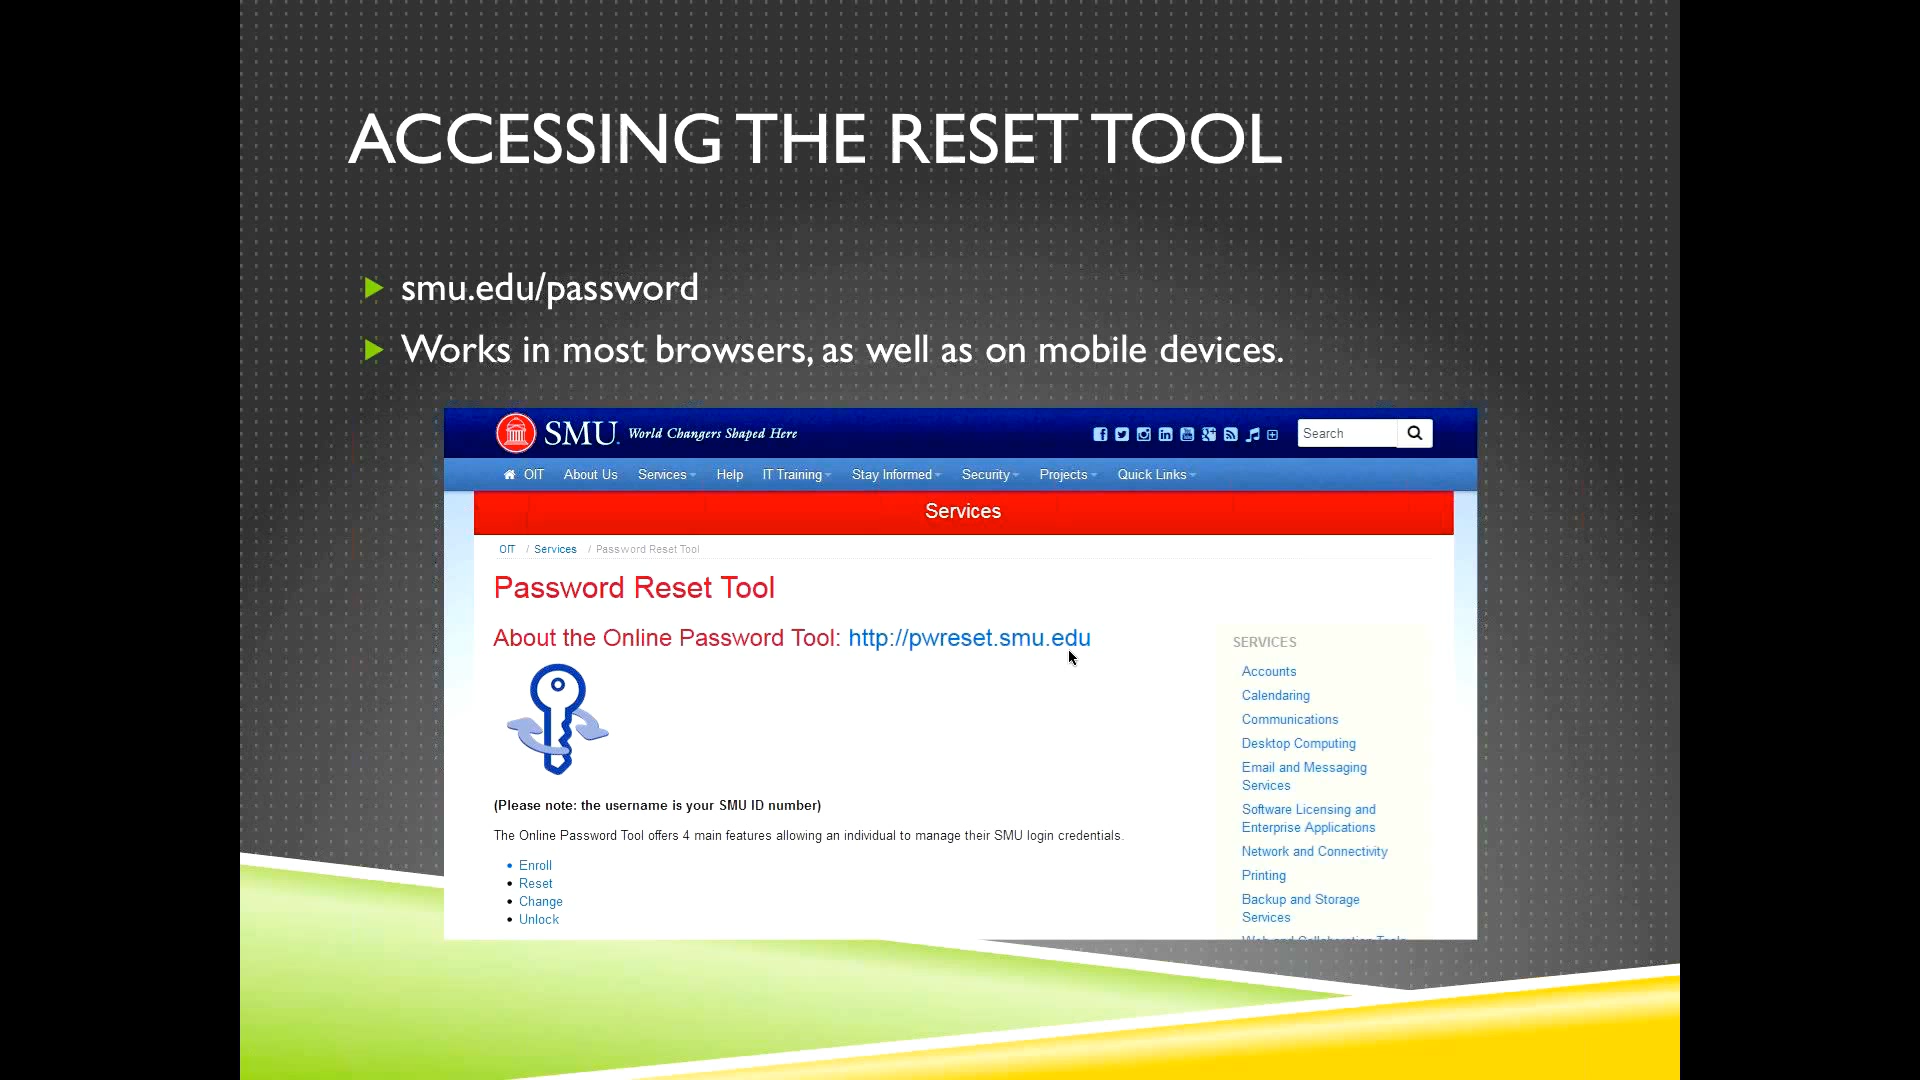 ACCESSING THE RESET TOOL
smu.edu/password
Works in most browsers, as well as on mobile devices.
SMU. World Changers Shaped Here
Search
OIT About Us Services Help IT Training Stay Informed Security Projects Quick Links
Services
OIT / Services / Password Reset Tool
Password Reset Tool
About the Online Password Tool: http://pwreset.smu.edu
(Please note: the username is your SMU ID number)
The Online Password Tool offers 4 main features allowing an individual to manage their SMU login credentials.
Enroll
Reset
Change
Unlock
SERVICES
Accounts
Calendaring
Communications
Desktop Computing
Email and Messaging
Services
Software Licensing and
Enterprise Applications
Network and Connectivity
Printing
Backup and Storage
Services
Web and Collaboration Tools